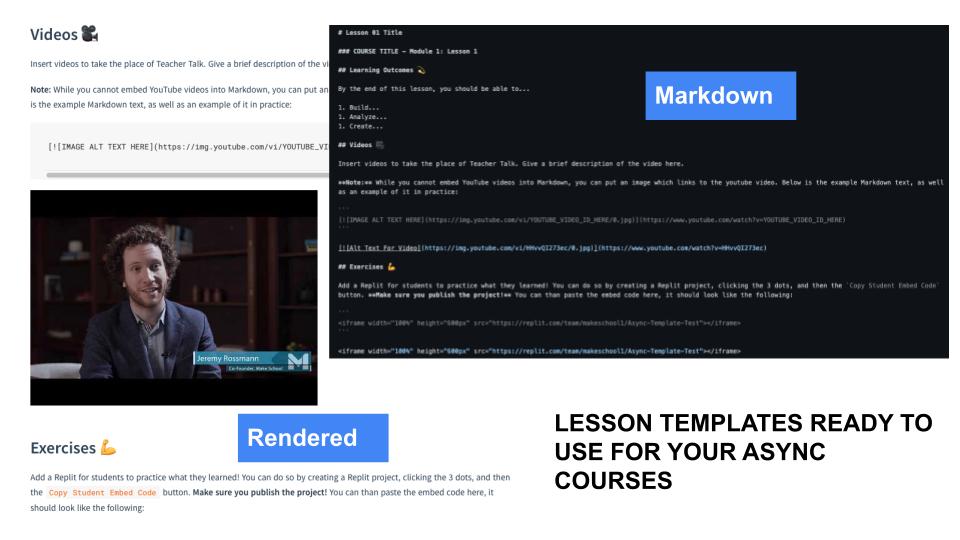 Videos 🎥
Insert videos to take the place of Teacher Talk. Give a brief description of the vi
Note: While you cannot embed YouTube videos into Markdown, you can put an
is the example Markdown text, as well as an example of it in practice:
[![IMAGE ALT TEXT HERE](https://img.youtube.com/vi/YOUTUBE_VI
Jeremy Rossmann
Co-Founder, Make School
Rendered
Exercises 💪
Add a Replit for students to practice what they learned! You can do so by creating a Replit project, clicking the 3 dots, and then
the Copy Student Embed Code button. Make sure you publish the project! You can than paste the embed code here, it
should look like the following:
# Lesson 01 Title
### COURSE TITLE – Module 1: Lesson 1
## Learning Outcomes 💫
By the end of this lesson, you should be able to...
1. Build...
1. Analyze...
1. Create...
## Videos 🎥
Insert videos to take the place of Teacher Talk. Give a brief description of the video here.
**Note:** While you cannot embed YouTube videos into Markdown, you can put an image which links to the youtube video. Below is the example Markdown text, as well
as an example of it in practice:
```
[![IMAGE ALT TEXT HERE](https://img.youtube.com/vi/YOUTUBE_VIDEO_ID_HERE/0.jpg)](https://www.youtube.com/watch?v=YOUTUBE_VIDEO_ID_HERE)
```
[![Alt Text For Video](https://img.youtube.com/vi/HHvvQI273ec/0.jpg)](https://www.youtube.com/watch?v=HHvvQI273ec)
## Exercises 💪
Add a Replit for students to practice what they learned! You can do so by creating a Replit project, clicking the 3 dots, and then the `Copy Student Embed Code`
button. **Make sure you publish the project!** You can than paste the embed code here, it should look like the following:
```
<iframe width="100%" height="600px" src="https://replit.com/team/makeschool1/Async-Template-Test"></iframe>
```
<iframe width="100%" height="600px" src="https://replit.com/team/makeschool1/Async-Template-Test"></iframe>
Markdown
LESSON TEMPLATES READY TO
USE FOR YOUR ASYNC
COURSES